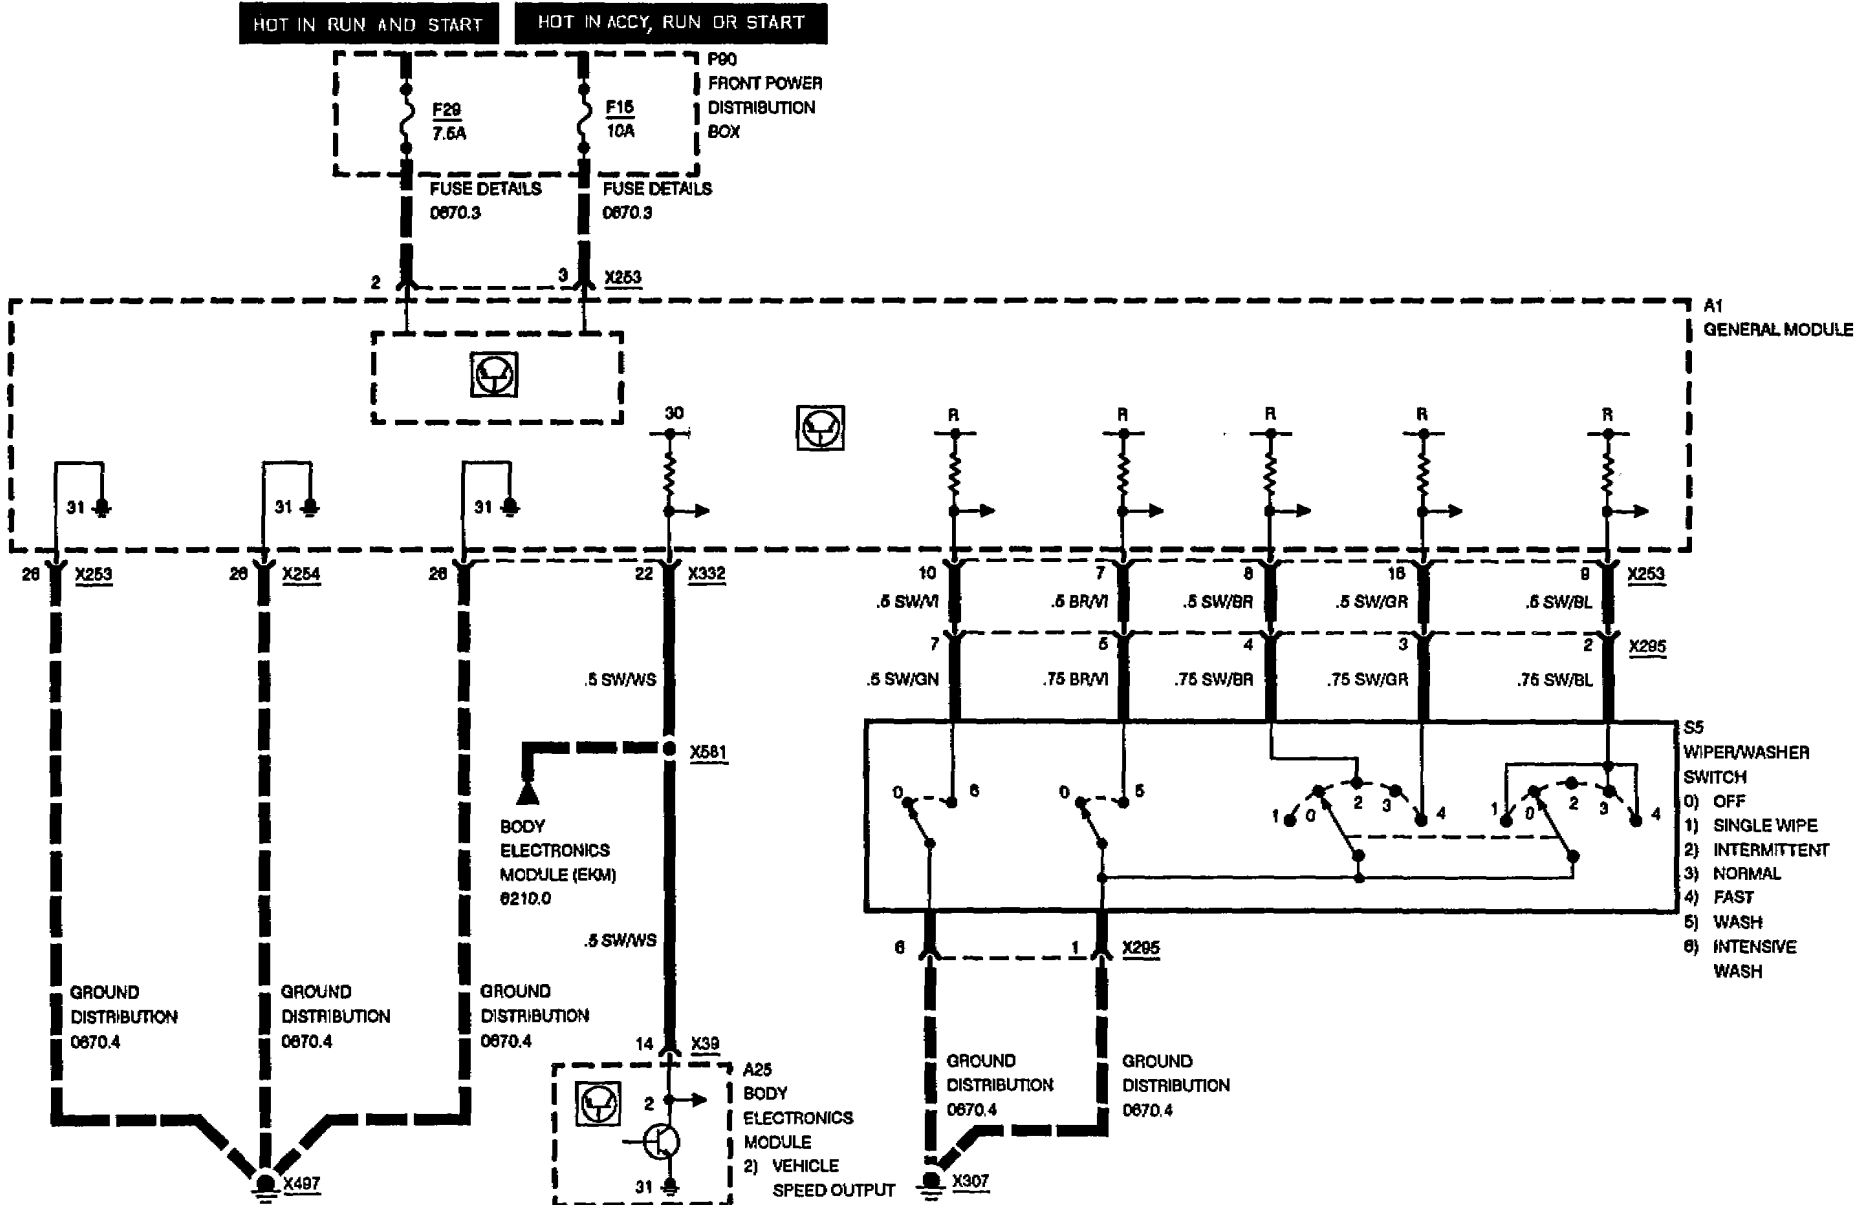 HOT IN RUN AND START
HOT IN ACCY, RUN OR START
P90
FRONT POWER
DISTRIBUTION
BOX
F29
7.5A
F15
10A
FUSE DETAILS
0670.3
FUSE DETAILS
0670.3
2
3
X253
A1
GENERAL MODULE
30
R
R
R
R
R
31
31
31
26
X253
26
X254
26
22
X332
10
7
8
16
9
X253
.5 SW/VI
.5 BR/VI
.5 SW/BR
.5 SW/GR
.5 SW/BL
7
5
4
3
2
X295
.5 SW/WS
.5 SW/GN
.75 BR/VI
.75 SW/BR
.75 SW/GR
.75 SW/BL
X581
BODY
ELECTRONICS
MODULE (EKM)
6210.0
0
6
0
5
1
0
2
3
4
1
0
2
3
4
S5
WIPER/WASHER
SWITCH
0) OFF
1) SINGLE WIPE
2) INTERMITTENT
3) NORMAL
4) FAST
5) WASH
6) INTENSIVE
WASH
.5 SW/WS
6
1
X295
GROUND
DISTRIBUTION
0670.4
GROUND
DISTRIBUTION
0670.4
GROUND
DISTRIBUTION
0670.4
14
X39
A25
BODY
ELECTRONICS
MODULE
2) VEHICLE
SPEED OUTPUT
2
31
GROUND
DISTRIBUTION
0670.4
GROUND
DISTRIBUTION
0670.4
X497
X307